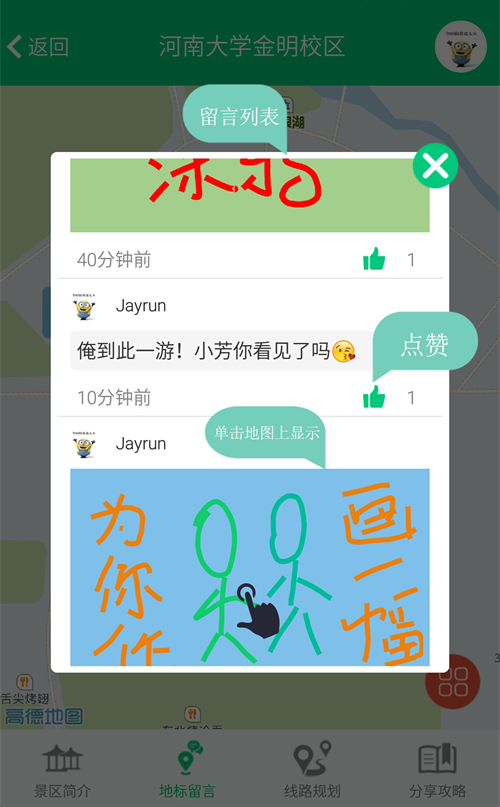 返回
河南大学金明校区
留言列表
40分钟前
1
Jayrun
俺到此一游！小芳你看见了吗😘
点赞
10分钟前
1
单击地图上显示
Jayrun
为你作
画一幅
舌尖烤翅
高德地图
景区简介
地标留言
线路规划
分享攻略